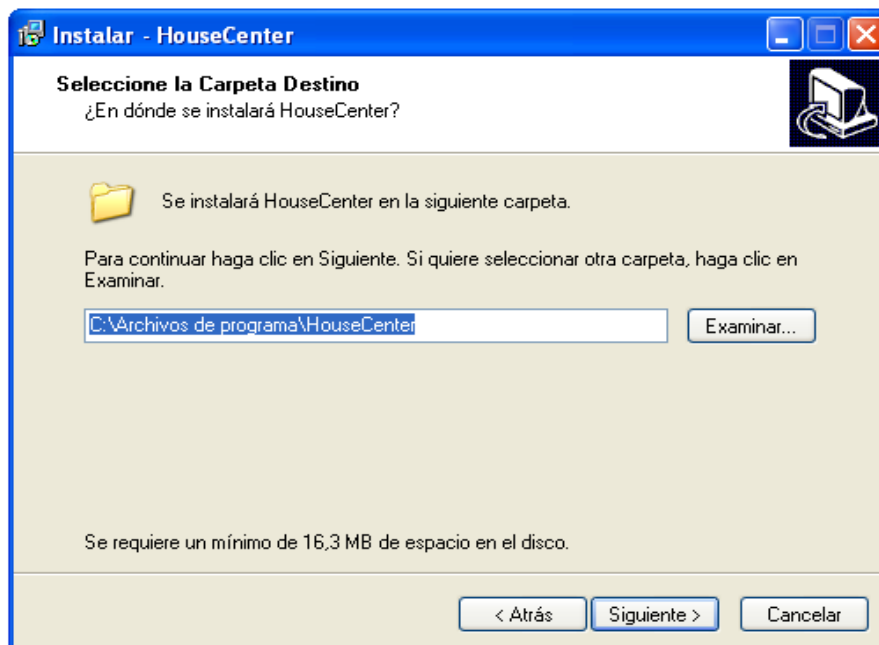 Instalar - HouseCenter
Seleccione la Carpeta Destino
¿En dónde se instalará HouseCenter?
Se instalará HouseCenter en la siguiente carpeta.
Para continuar haga clic en Siguiente. Si quiere seleccionar otra carpeta, haga clic en
Examinar.
C:\Archivos de programa\HouseCenter
Examinar...
Se requiere un mínimo de 16,3 MB de espacio en el disco.
< Atrás
Siguiente >
Cancelar